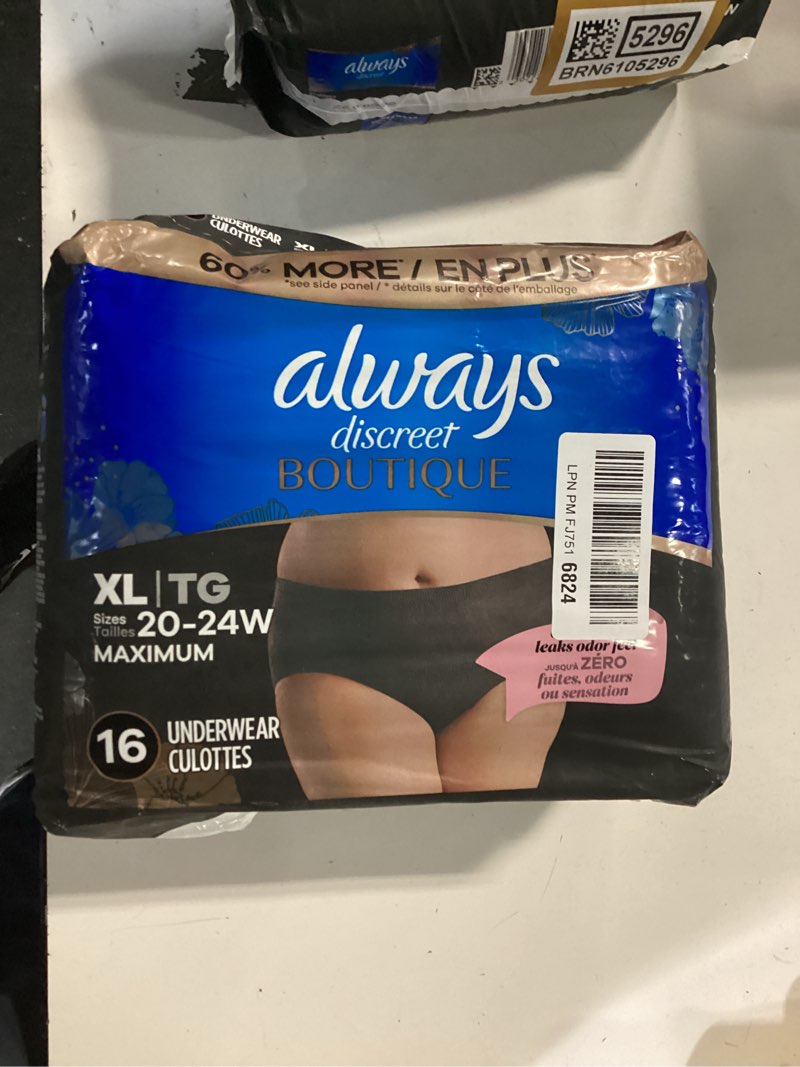 always
discreet
5296
BRN6105296
N
UNDERWEAR
CULOTTES
60% MORE* / EN PLUS*
*see side panel / * détails sur le côté de l'emballage
always
discreet
BOUTIQUE
LPN PM FJ751 6824
XL|TG
Sizes
Tailles 20-24W
MAXIMUM
leaks odor
JUSQU'À ZÉRO
fuites, odeurs
ou sensation
16 UNDERWEAR
CULOTTES